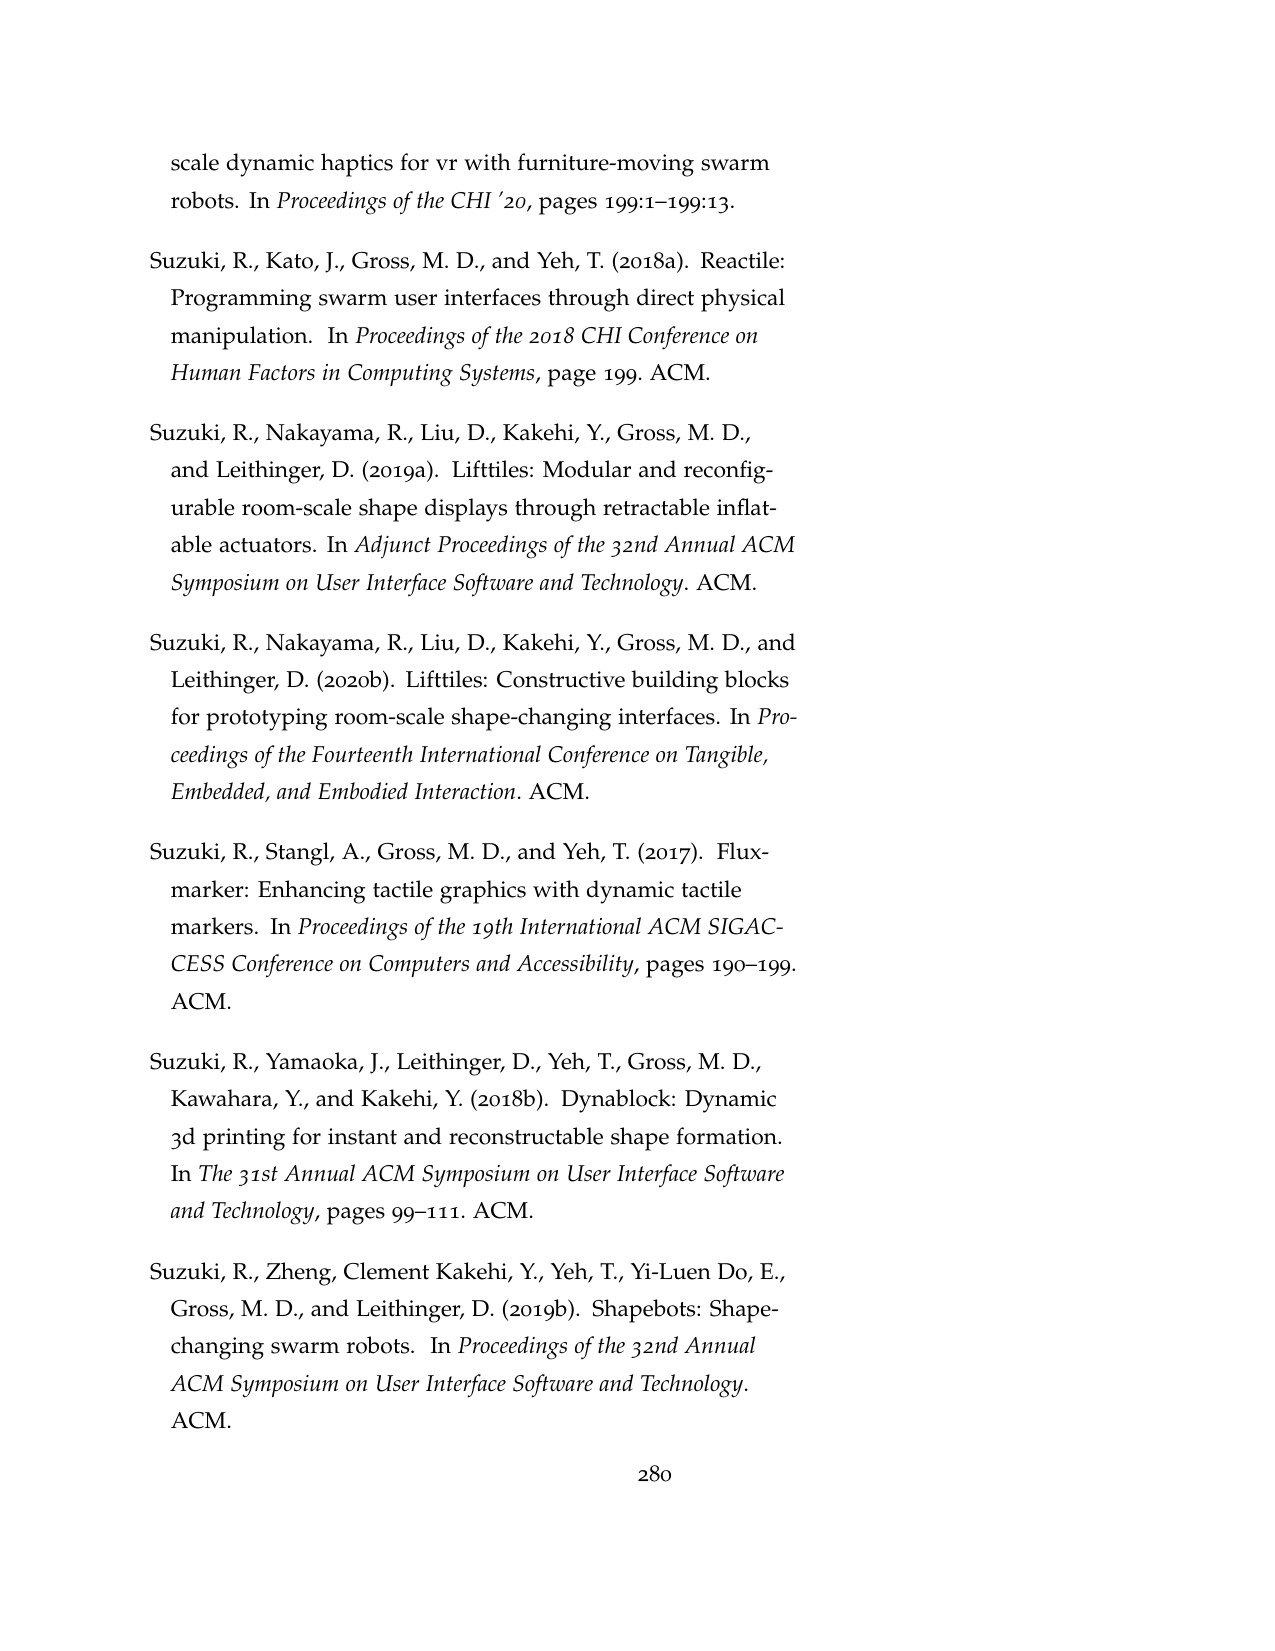 scale dynamic haptics for vr with furniture-moving swarm
robots. In Proceedings of the CHI ’20, pages 199:1–199:13.
Suzuki, R., Kato, J., Gross, M. D., and Yeh, T. (2018a). Reactile:
Programming swarm user interfaces through direct physical
manipulation. In Proceedings of the 2018 CHI Conference on
Human Factors in Computing Systems, page 199. ACM.
Suzuki, R., Nakayama, R., Liu, D., Kakehi, Y., Gross, M. D.,
and Leithinger, D. (2019a). Lifttiles: Modular and reconfig-
urable room-scale shape displays through retractable inflat-
able actuators. In Adjunct Proceedings of the 32nd Annual ACM
Symposium on User Interface Software and Technology. ACM.
Suzuki, R., Nakayama, R., Liu, D., Kakehi, Y., Gross, M. D., and
Leithinger, D. (2020b). Lifttiles: Constructive building blocks
for prototyping room-scale shape-changing interfaces. In Pro-
ceedings of the Fourteenth International Conference on Tangible,
Embedded, and Embodied Interaction. ACM.
Suzuki, R., Stangl, A., Gross, M. D., and Yeh, T. (2017). Flux-
marker: Enhancing tactile graphics with dynamic tactile
markers. In Proceedings of the 19th International ACM SIGAC-
CESS Conference on Computers and Accessibility, pages 190–199.
ACM.
Suzuki, R., Yamaoka, J., Leithinger, D., Yeh, T., Gross, M. D.,
Kawahara, Y., and Kakehi, Y. (2018b). Dynablock: Dynamic
3d printing for instant and reconstructable shape formation.
In The 31st Annual ACM Symposium on User Interface Software
and Technology, pages 99–111. ACM.
Suzuki, R., Zheng, Clement Kakehi, Y., Yeh, T., Yi-Luen Do, E.,
Gross, M. D., and Leithinger, D. (2019b). Shapebots: Shape-
changing swarm robots. In Proceedings of the 32nd Annual
ACM Symposium on User Interface Software and Technology.
ACM.
280